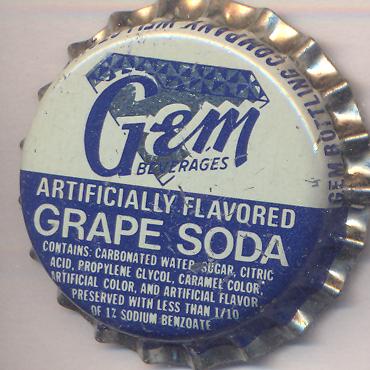 Gem
BEVERAGES
ARTIFICIALLY FLAVORED
GRAPE SODA
CONTAINS: CARBONATED WATER, SUGAR, CITRIC
ACID, PROPYLENE GLYCOL, CARAMEL COLOR,
ARTIFICIAL COLOR, AND ARTIFICIAL FLAVOR
PRESERVED WITH LESS THAN 1/10
OF 1% SODIUM BENZOATE
GEM BOTTLING COMPANY